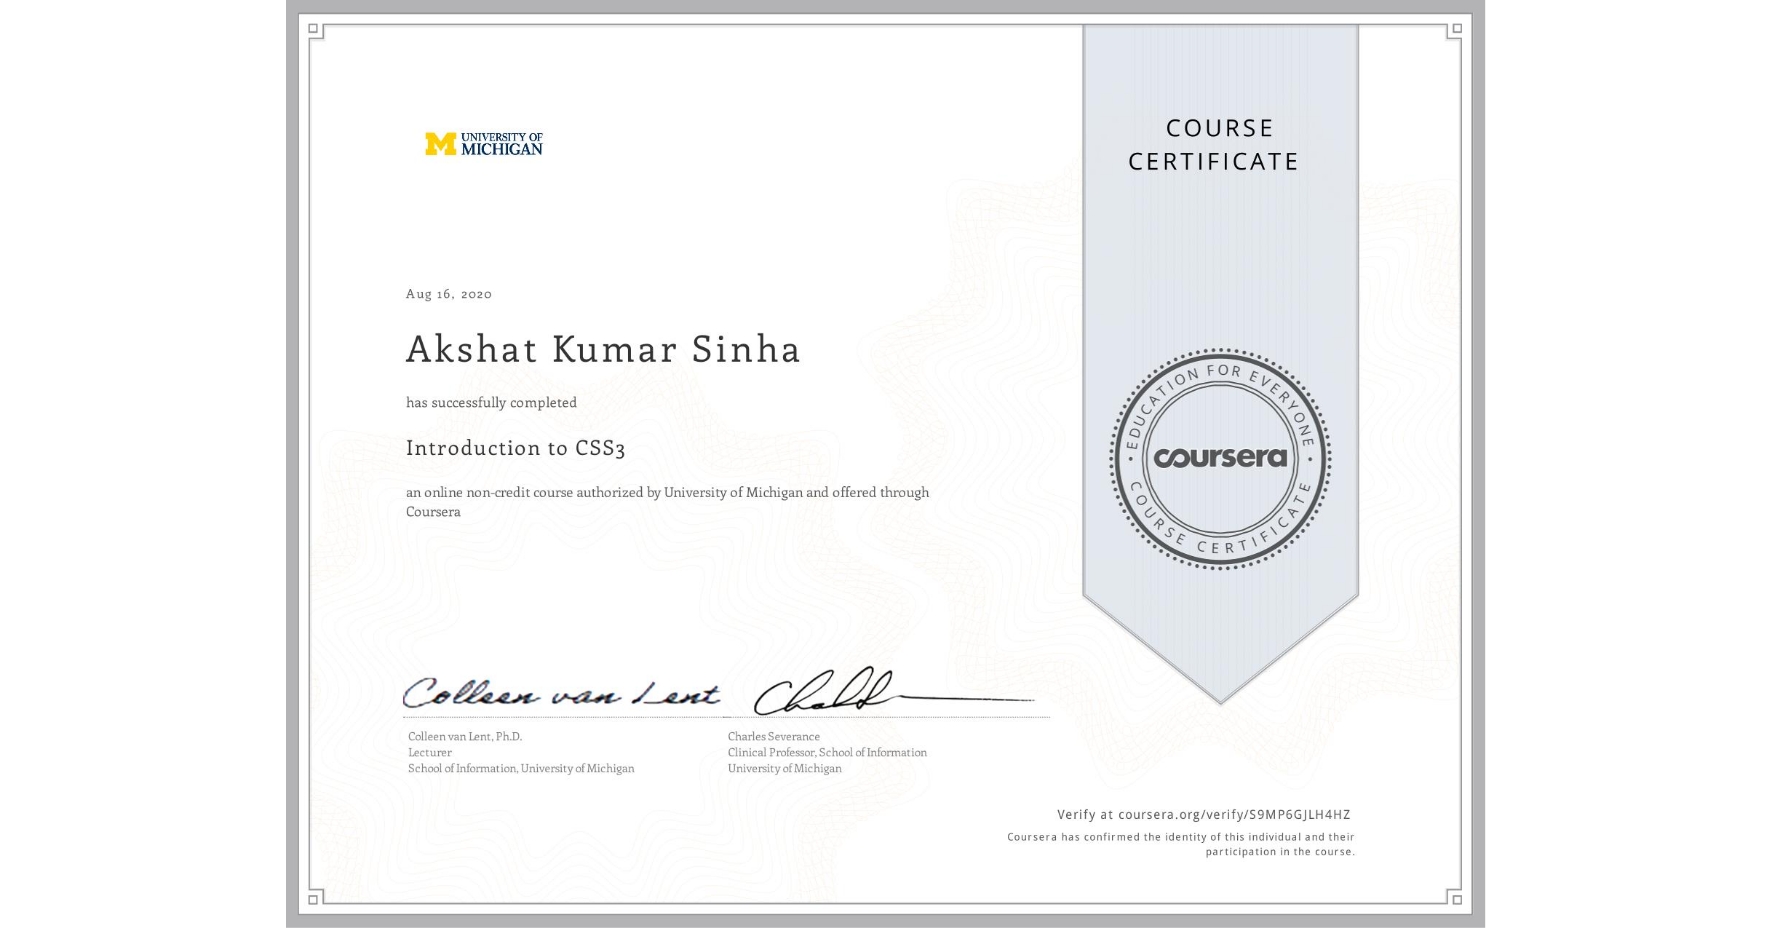 UNIVERSITY OF
MICHIGAN
COURSE
CERTIFICATE
Aug 16, 2020
Akshat Kumar Sinha
has successfully completed
Introduction to CSS3
an online non-credit course authorized by University of Michigan and offered through
Coursera
EDUCATION FOR EVERYONE
coursera
COURSE CERTIFICATE
Colleen van Lent
Colleen van Lent, Ph.D.
Lecturer
School of Information, University of Michigan
Charles Severance
Clinical Professor, School of Information
University of Michigan
Verify at coursera.org/verify/S9MP6GJLH4HZ
Coursera has confirmed the identity of this individual and their
participation in the course.